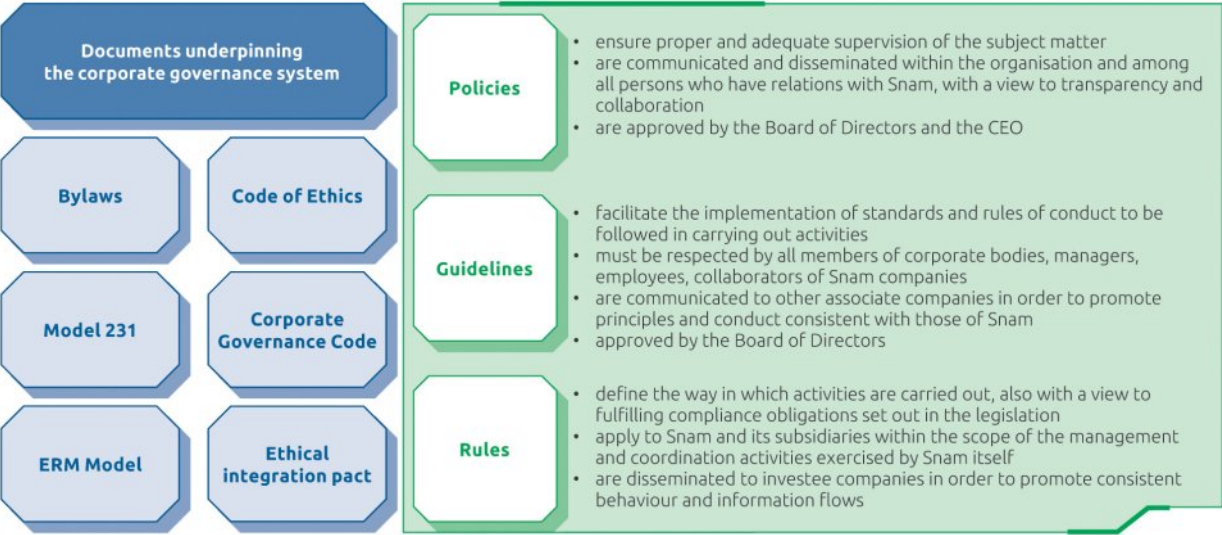 Documents underpinning
the corporate governance system
Bylaws
Code of Ethics
Model 231
Corporate
Governance Code
ERM Model
Ethical
integration pact
Policies
• ensure proper and adequate supervision of the subject matter
• are communicated and disseminated within the organisation and among
all persons who have relations with Snam, with a view to transparency and
collaboration
• are approved by the Board of Directors and the CEO
Guidelines
• facilitate the implementation of standards and rules of conduct to be
followed in carrying out activities
• must be respected by all members of corporate bodies, managers,
employees, collaborators of Snam companies
• are communicated to other associate companies in order to promote
principles and conduct consistent with those of Snam
• approved by the Board of Directors
Rules
• define the way in which activities are carried out, also with a view to
fulfilling compliance obligations set out in the legislation
• apply to Snam and its subsidiaries within the scope of the management
and coordination activities exercised by Snam itself
• are disseminated to investee companies in order to promote consistent
behaviour and information flows